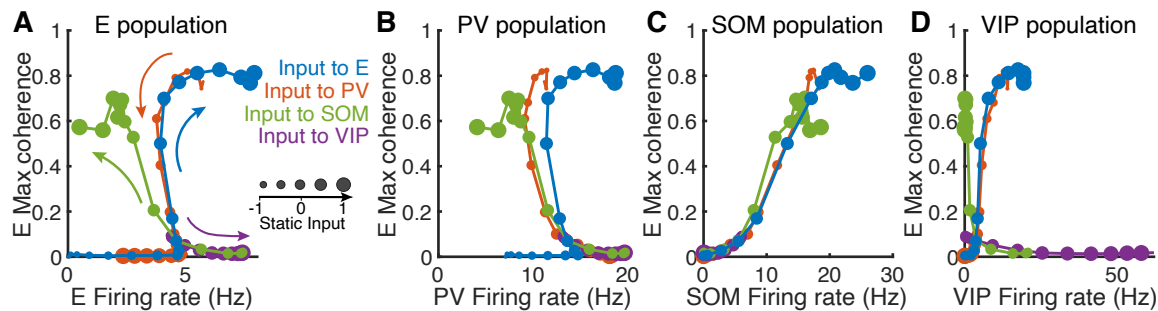 A E population
E Max coherence
1
0.8
0.6
0.4
0.2
0
0 5
E Firing rate (Hz)
Input to E
Input to PV
Input to SOM
Input to VIP
-1 0 1
Static Input
B PV population
E Max coherence
1
0.8
0.6
0.4
0.2
0
10 20
PV Firing rate (Hz)
C SOM population
E Max coherence
1
0.8
0.6
0.4
0.2
0
0 10 20 30
SOM Firing rate (Hz)
D VIP population
E Max coherence
1
0.8
0.6
0.4
0.2
0
0 50
VIP Firing rate (Hz)